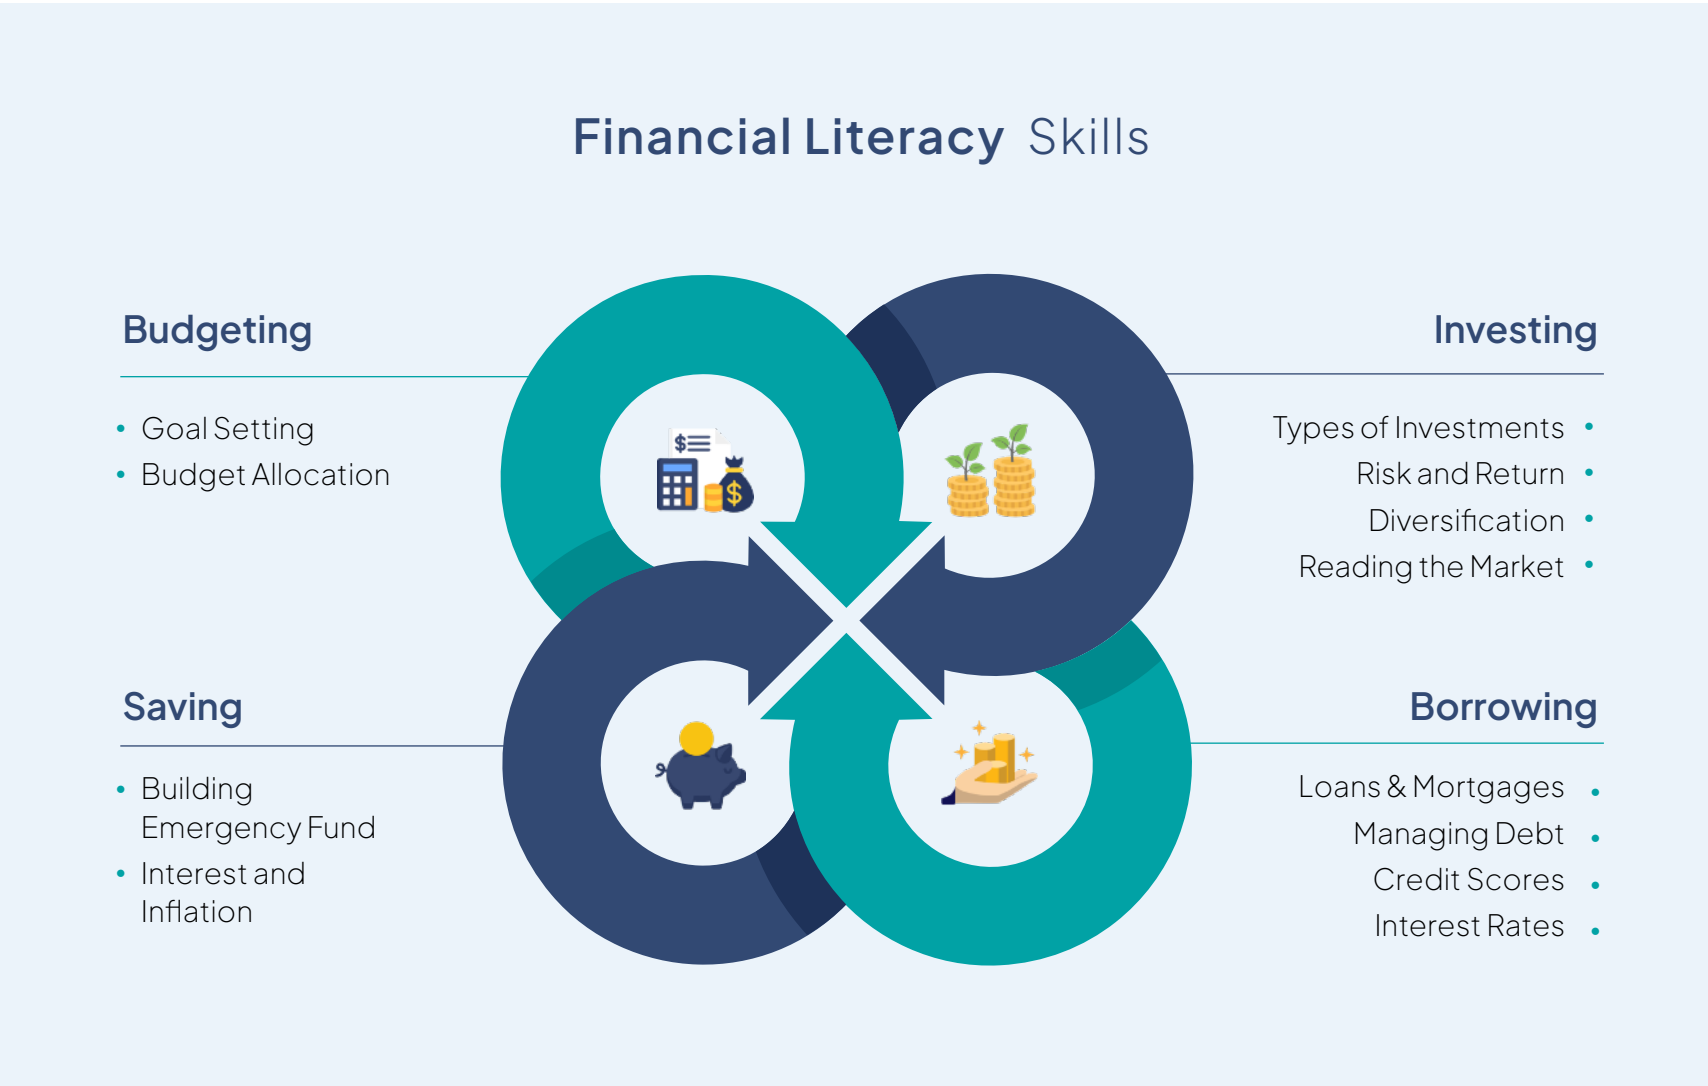 Financial Literacy Skills
Budgeting
• Goal Setting
• Budget Allocation
Investing
Types of Investments •
Risk and Return •
Diversification •
Reading the Market •
$
$
Saving
• Building
Emergency Fund
• Interest and
Inflation
Borrowing
Loans & Mortgages •
Managing Debt •
Credit Scores •
Interest Rates •